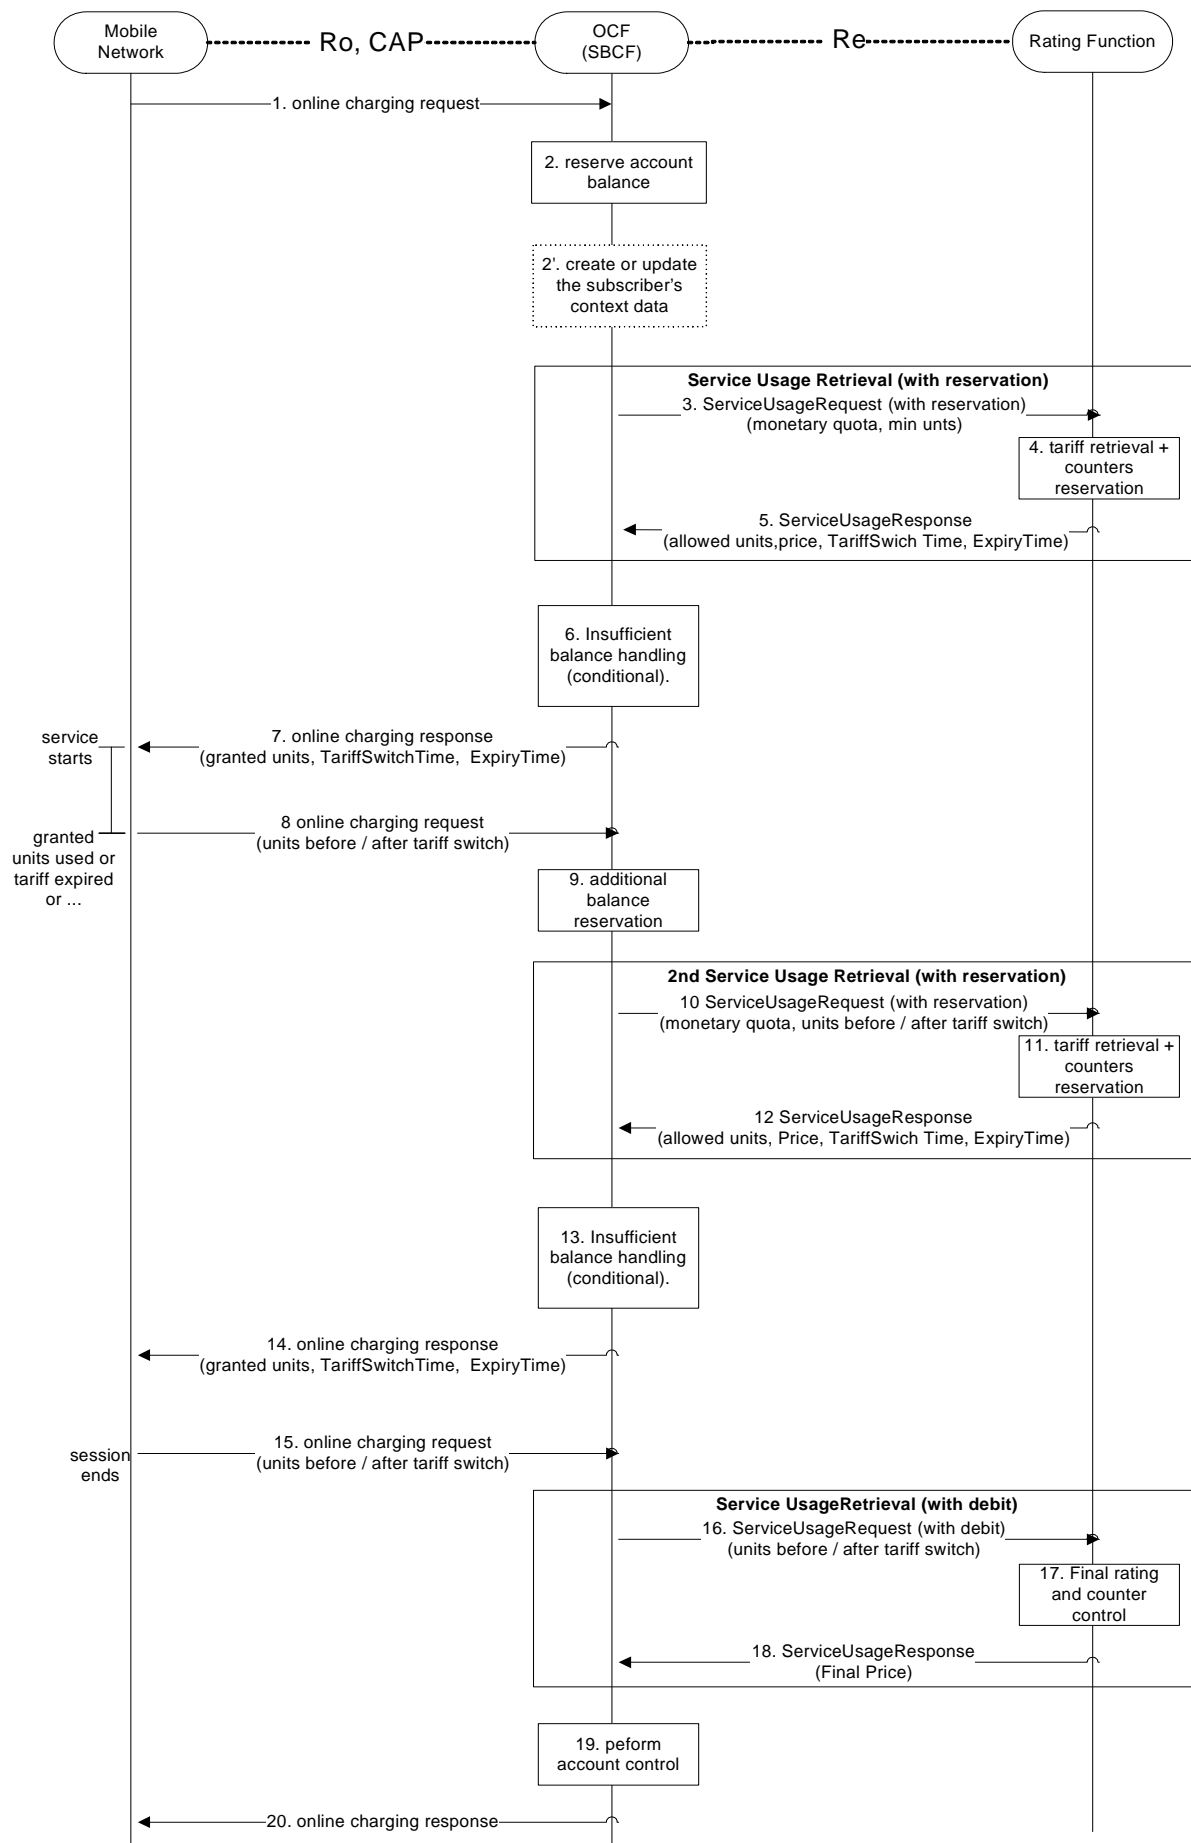 Mobile
Network
Ro, CAP
OCF
(SBCF)
Re
Rating Function
1. online charging request
2. reserve account
balance
2'. create or update
the subscriber's
context data
Service Usage Retrieval (with reservation)
3. ServiceUsageRequest (with reservation)
(monetary quota, min unts)
4. tariff retrieval +
counters
reservation
5. ServiceUsageResponse
(allowed units,price, TariffSwich Time, ExpiryTime)
6. Insufficient
balance handling
(conditional).
service
starts
7. online charging response
(granted units, TariffSwitchTime, ExpiryTime)
8 online charging request
(units before / after tariff switch)
granted
units used or
tariff expired
or ...
9. additional
balance
reservation
2nd Service Usage Retrieval (with reservation)
10 ServiceUsageRequest (with reservation)
(monetary quota, units before / after tariff switch)
11. tariff retrieval +
counters
reservation
12 ServiceUsageResponse
(allowed units, Price, TariffSwich Time, ExpiryTime)
13. Insufficient
balance handling
(conditional).
14. online charging response
(granted units, TariffSwitchTime, ExpiryTime)
session
ends
15. online charging request
(units before / after tariff switch)
Service UsageRetrieval (with debit)
16. ServiceUsageRequest (with debit)
(units before / after tariff switch)
17. Final rating
and counter
control
18. ServiceUsageResponse
(Final Price)
19. peform
account control
20. online charging response